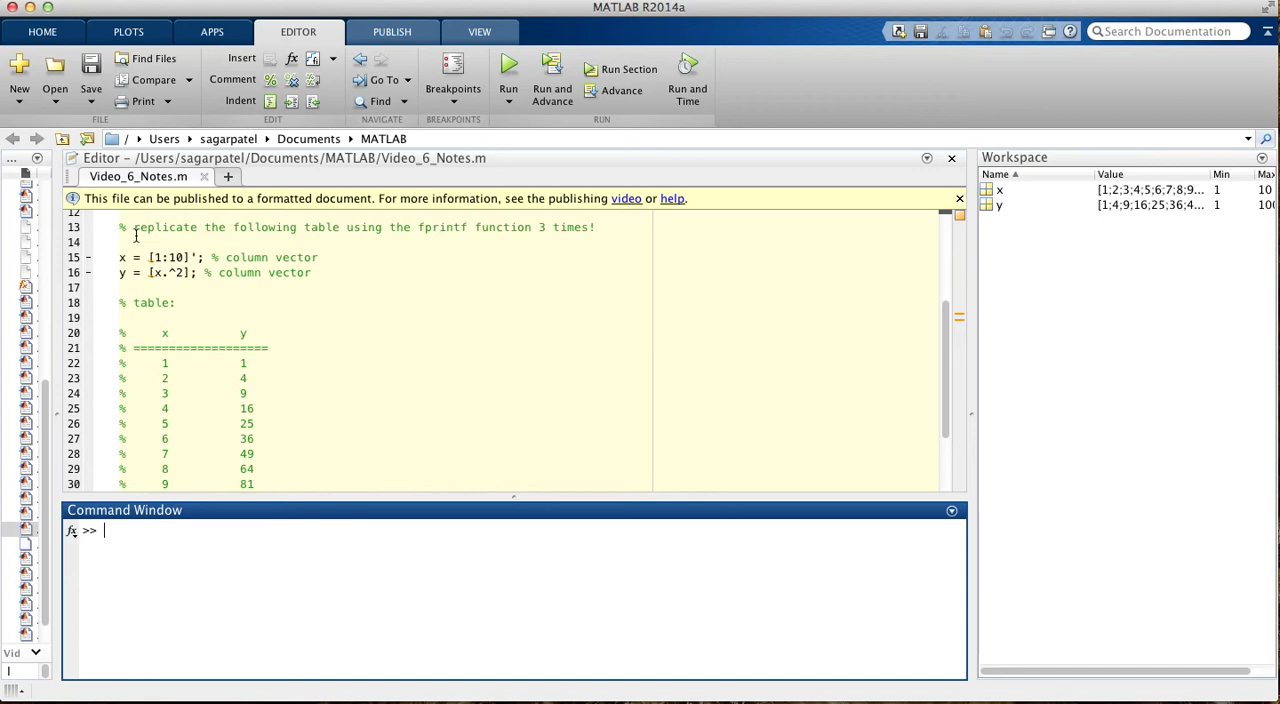 MATLAB R2014a
HOME PLOTS APPS EDITOR PUBLISH VIEW Search Documentation
New Open Save Find Files Compare Print
Insert fx
Comment % % %
Indent
Go To Find
Breakpoints Run Run and Advance Run Section Advance Run and Time
FILE EDIT NAVIGATE BREAKPOINTS RUN
/ Users sagarpatel Documents MATLAB
... Editor - /Users/sagarpatel/Documents/MATLAB/Video_6_Notes.m
Video_6_Notes.m
This file can be published to a formatted document. For more information, see the publishing video or help.
12
13 % replicate the following table using the fprintf function 3 times!
14
15 - x = [1:10]'; % column vector
16 - y = [x.^2]; % column vector
17
18 % table:
19
20 % x y
21 % ===================
22 % 1 1
23 % 2 4
24 % 3 9
25 % 4 16
26 % 5 25
27 % 6 36
28 % 7 49
29 % 8 64
30 % 9 81
Command Window
fx >>
Vid
Workspace
Name Value Min Max
x [1;2;3;4;5;6;7;8;9... 1 10
y [1;4;9;16;25;36;4... 1 100